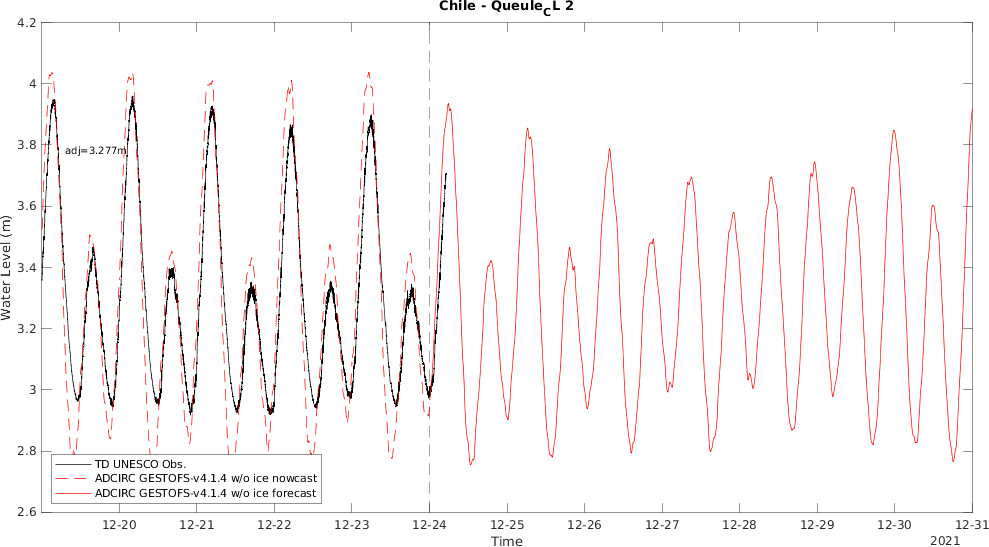 Chile - Queule_CL 2
4.2
4
3.8
3.6
3.4
3.2
3
2.8
2.6
Water Level (m)
adj=3.277m
TD UNESCO Obs.
ADCIRC GESTOFS-v4.1.4 w/o ice nowcast
ADCIRC GESTOFS-v4.1.4 w/o ice forecast
12-20 12-21 12-22 12-23 12-24 12-25 12-26 12-27 12-28 12-29 12-30 12-31
Time
2021